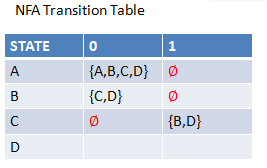 NFA Transition Table
STATE 0 1
A {A,B,C,D} Ø
B {C,D} Ø
C Ø {B,D}
D